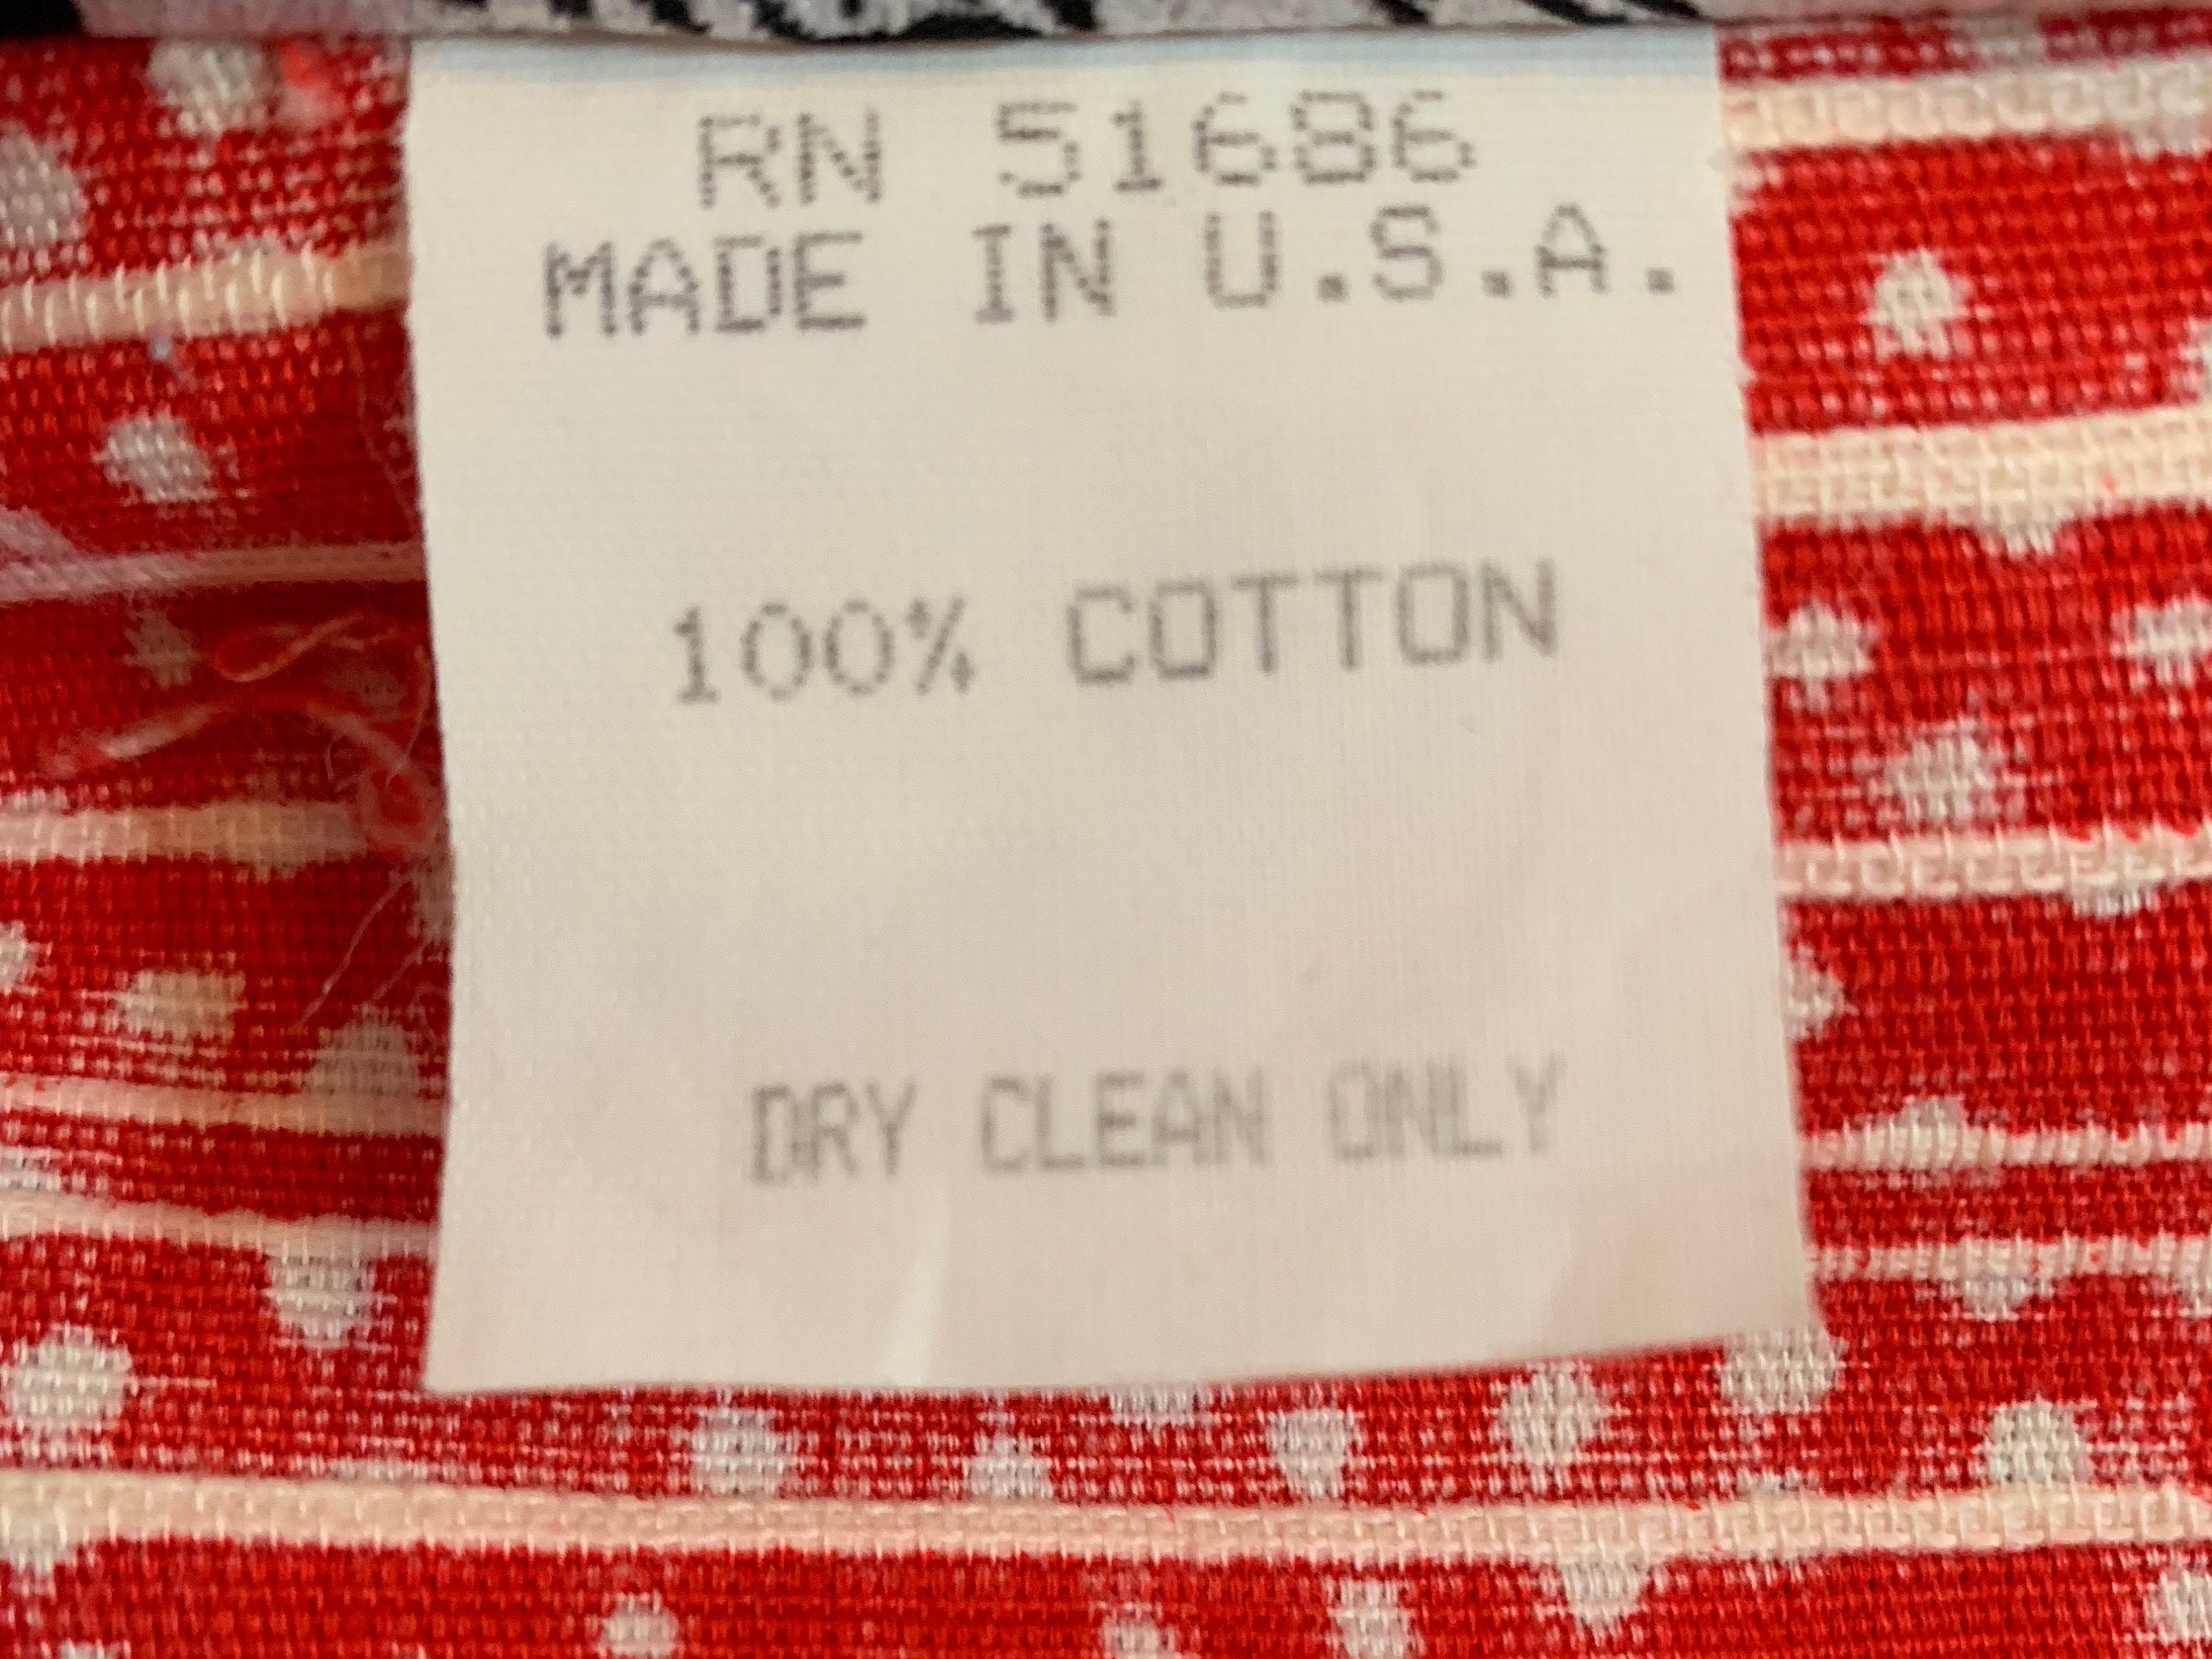 RN 51686
MADE IN U.S.A.
100% COTTON
DRY CLEAN ONLY